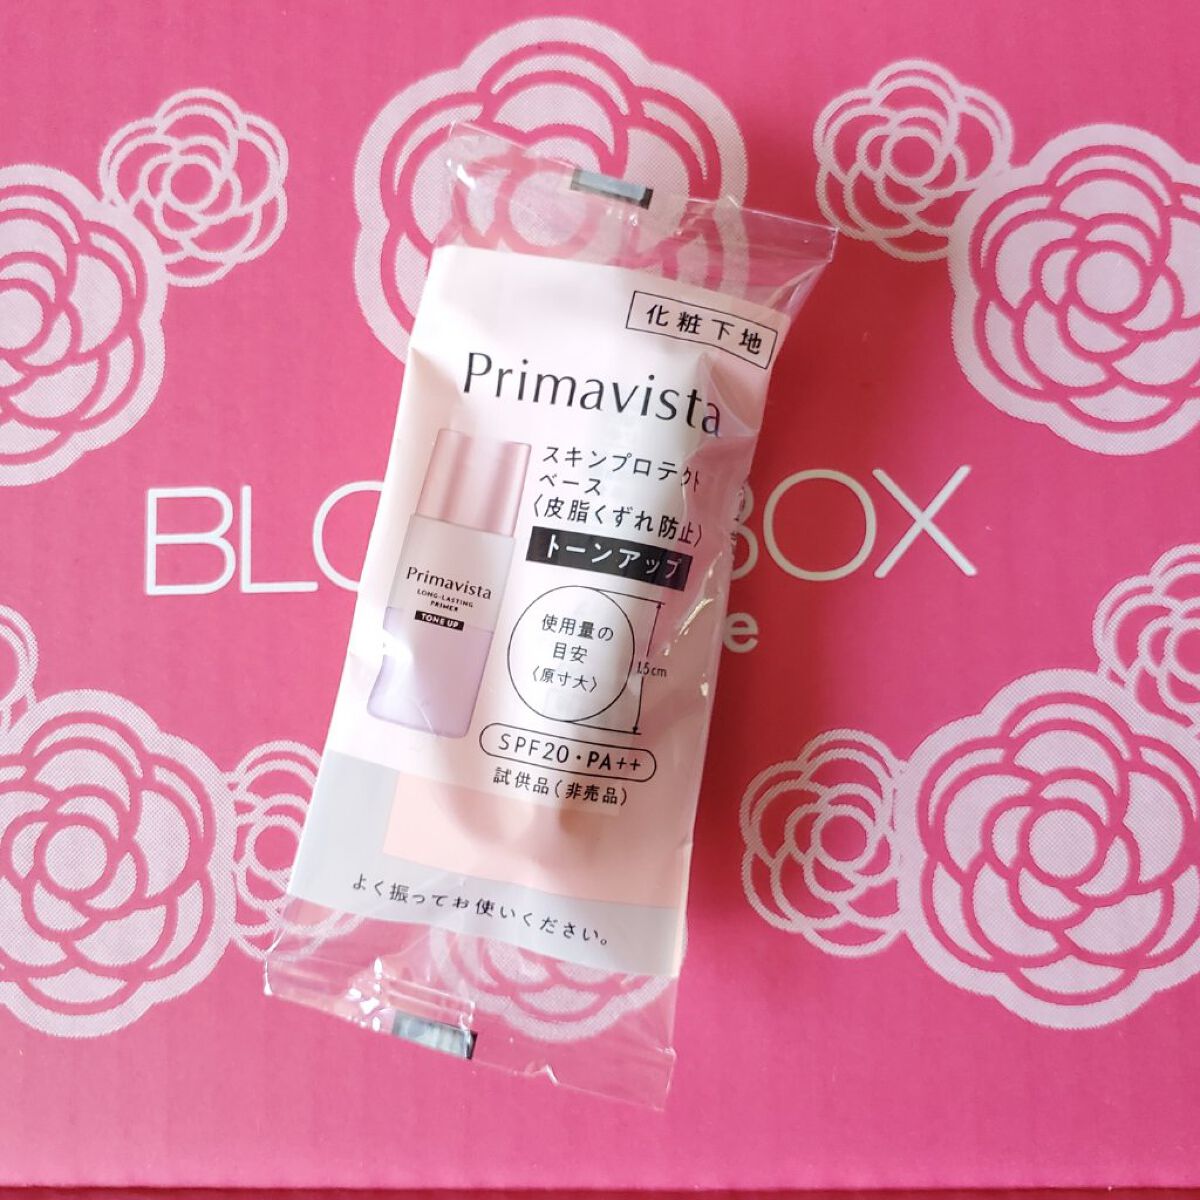 化粧下地
Primavista
スキンプロテクト
ベース
〈皮脂くずれ防止〉
トーンアップ
Primavista
LONG-LASTING
PRIMER
TONE UP
使用量の
目安
〈原寸大〉
1.5cm
SPF20・PA++
試供品(非売品)
よく振ってお使いください。
BOX